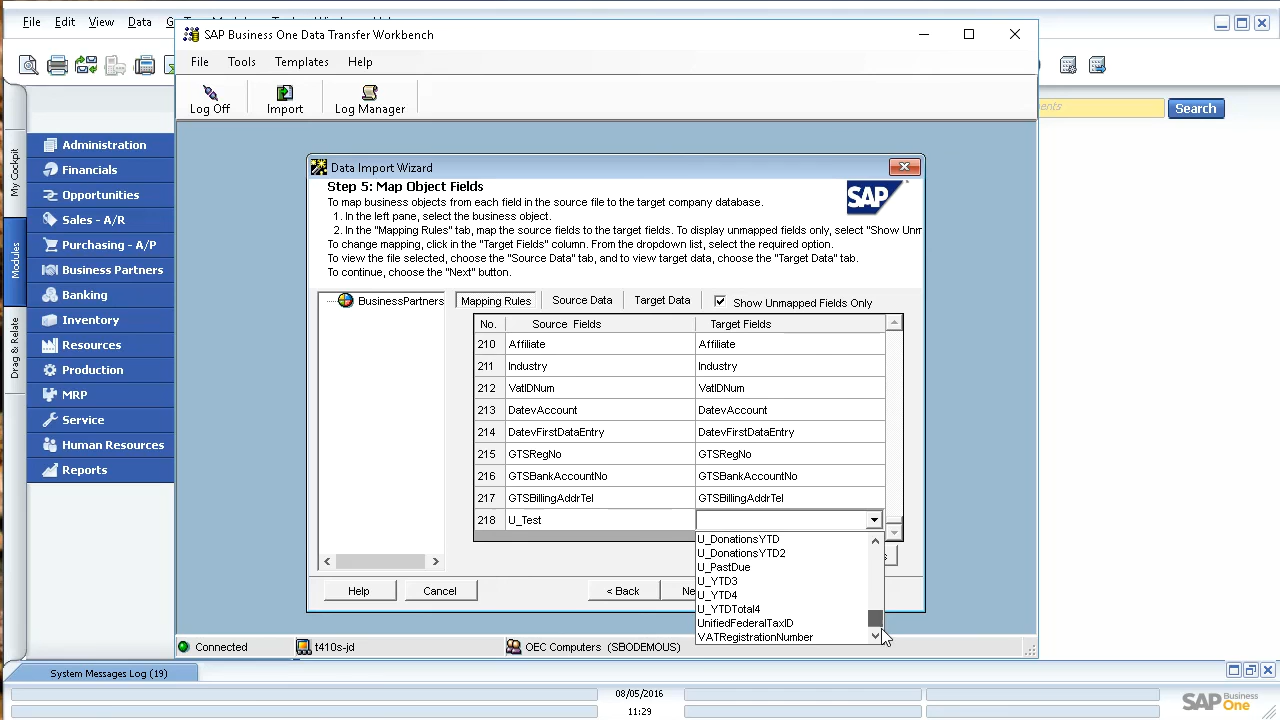 File Edit View Data
SAP Business One Data Transfer Workbench
File Tools Templates Help
Log Off Import Log Manager
Search
My Cockpit
Modules
Drag & Relate
Administration
Financials
Opportunities
Sales - A/R
Purchasing - A/P
Business Partners
Banking
Inventory
Resources
Production
MRP
Service
Human Resources
Reports
Data Import Wizard
Step 5: Map Object Fields
SAP
To map business objects from each field in the source file to the target company database.
1. In the left pane, select the business object.
2. In the "Mapping Rules" tab, map the source fields to the target fields. To display unmapped fields only, select "Show Unm
To change mapping, click in the "Target Fields" column. From the dropdown list, select the required option.
To view the file selected, choose the "Source Data" tab, and to view target data, choose the "Target Data" tab.
To continue, choose the "Next" button.
BusinessPartners
Mapping Rules Source Data Target Data Show Unmapped Fields Only
No. Source Fields Target Fields
210 Affiliate Affiliate
211 Industry Industry
212 VatIDNum VatIDNum
213 DatevAccount DatevAccount
214 DatevFirstDataEntry DatevFirstDataEntry
215 GTSRegNo GTSRegNo
216 GTSBankAccountNo GTSBankAccountNo
217 GTSBillingAddrTel GTSBillingAddrTel
218 U_Test
U_DonationsYTD
U_DonationsYTD2
U_PastDue
U_YTD3
U_YTD4
U_YTDTotal4
UnifiedFederalTaxID
VATRegistrationNumber
Help Cancel < Back Ne
Connected t410s-jd OEC Computers (SBODEMOUS)
System Messages Log (19)
08/05/2016
11:29
SAP Business One